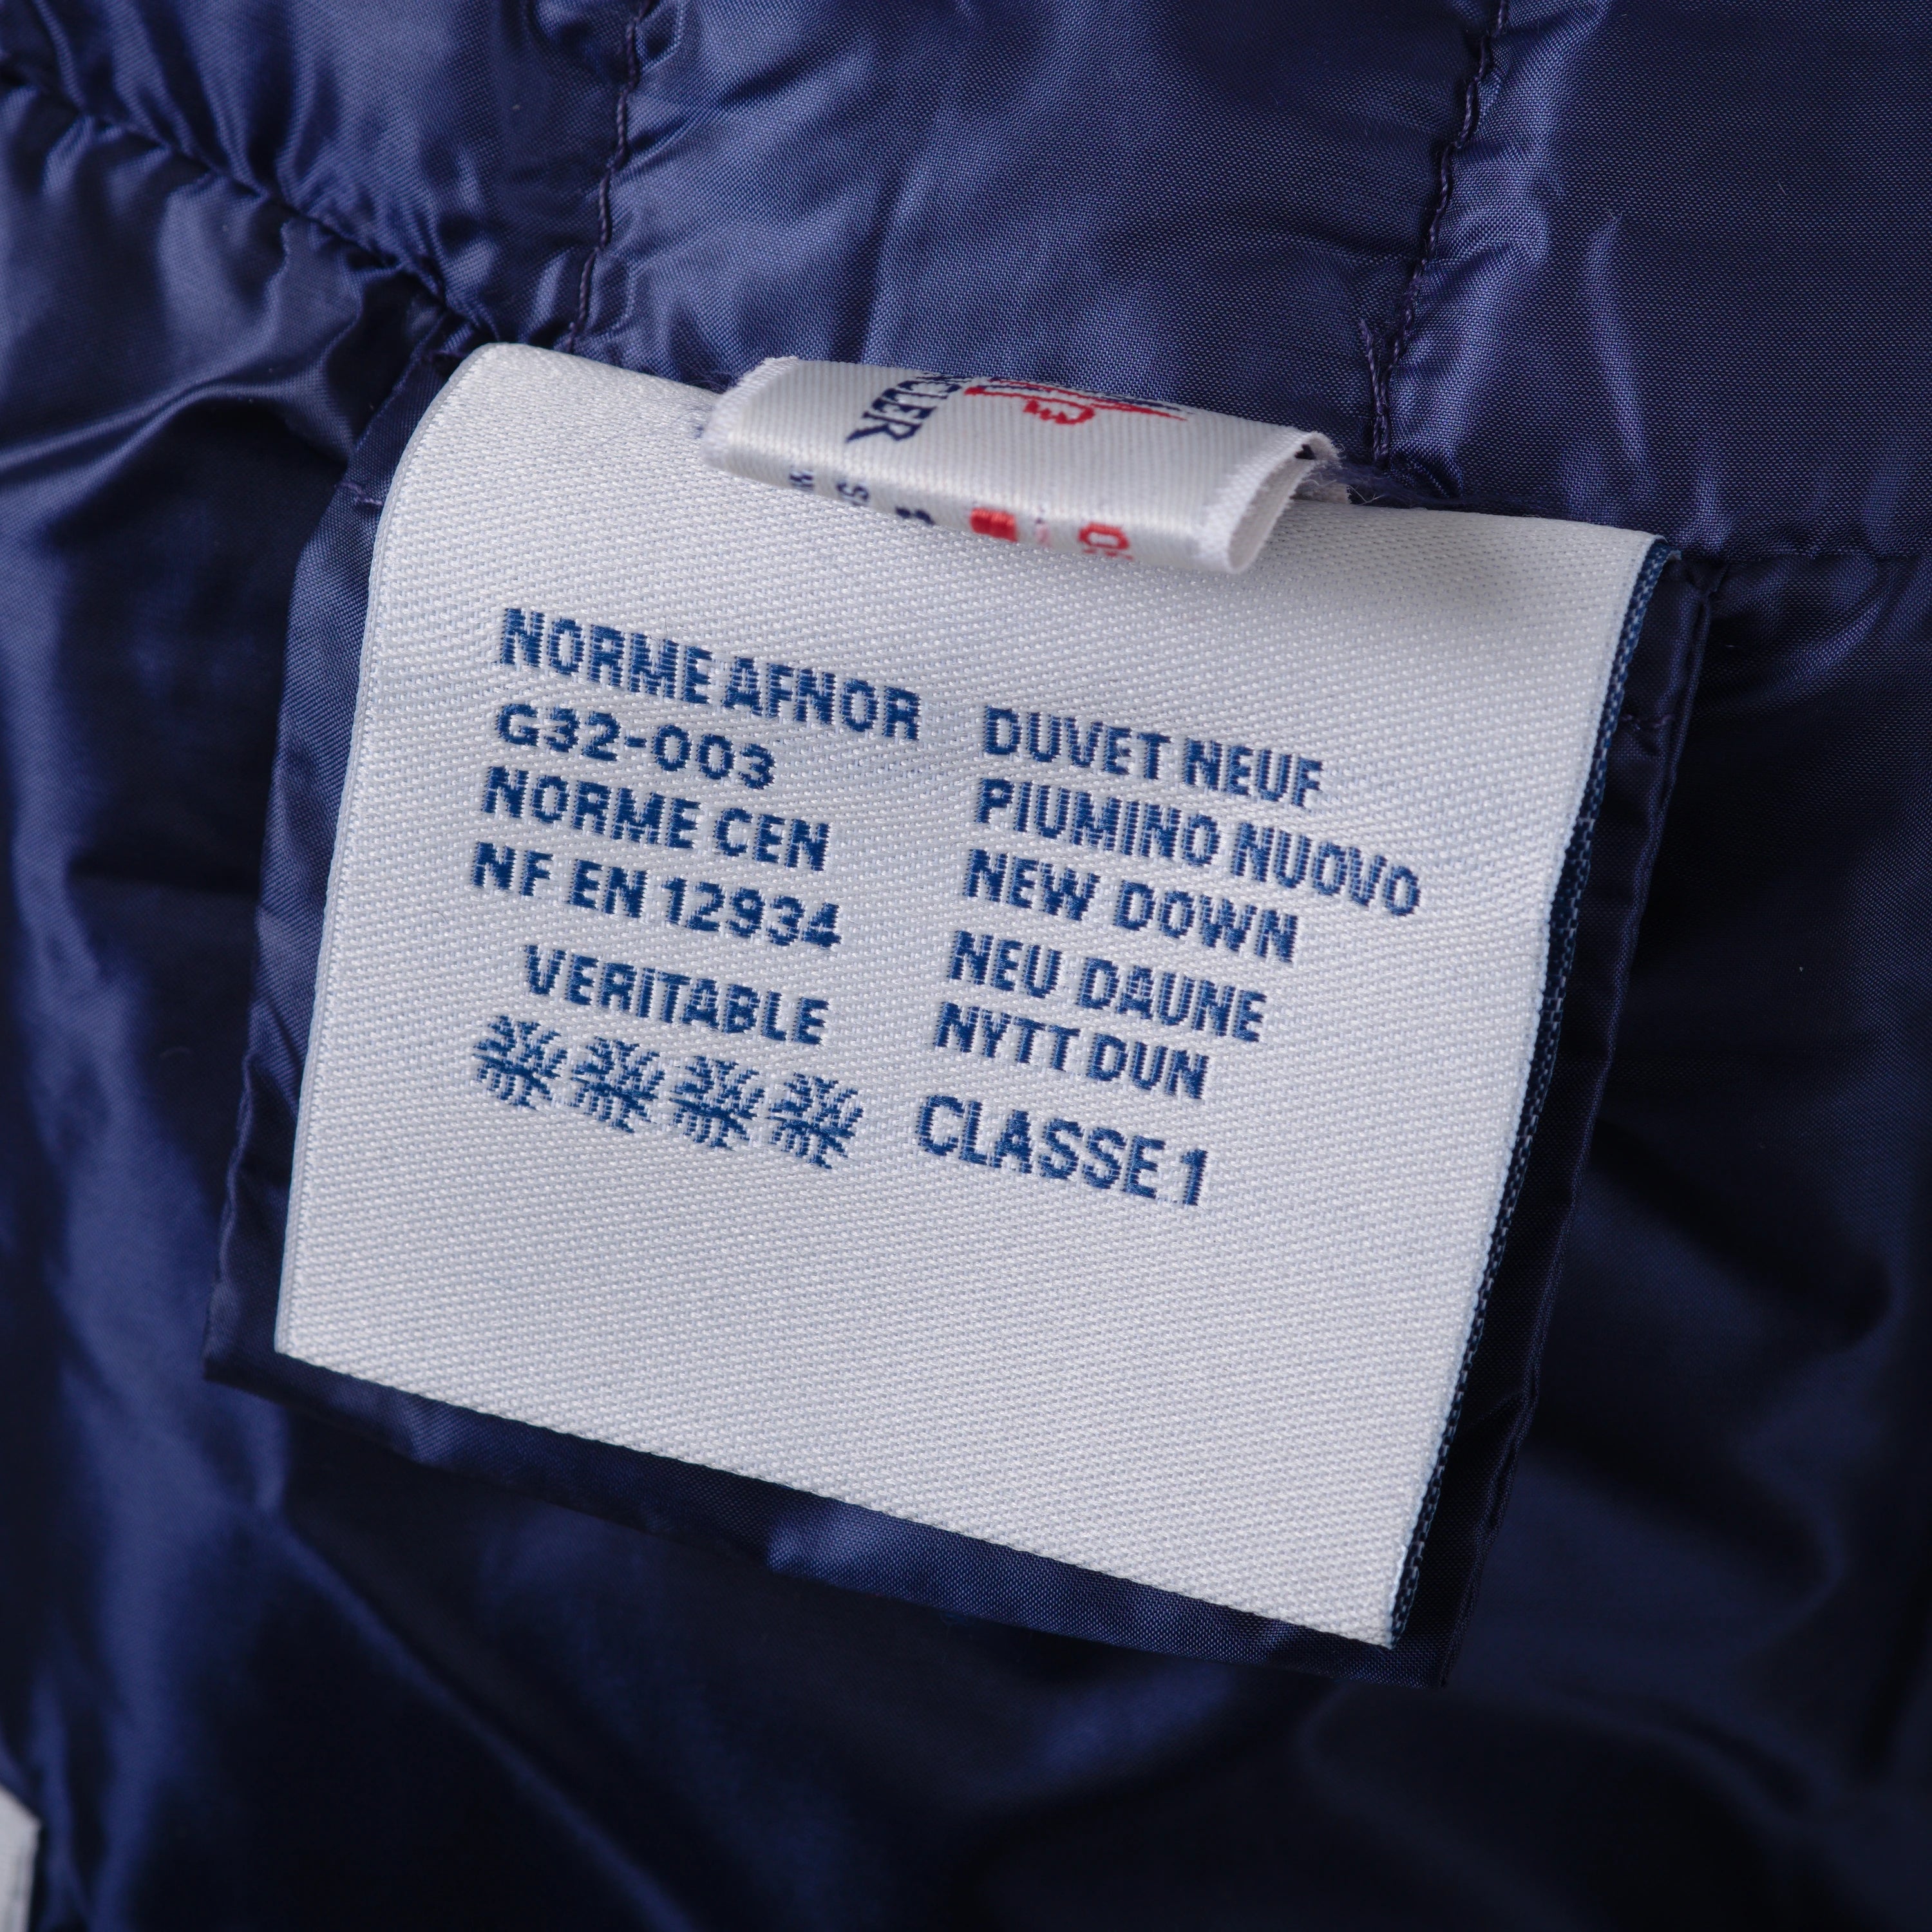 NORME AFNOR
G32-003
NORME CEN
NF EN 12934
VERITABLE
DUVET NEUF
PIUMINO NUOVO
NEW DOWN
NEU DAUNE
NYTT DUN
CLASSE 1